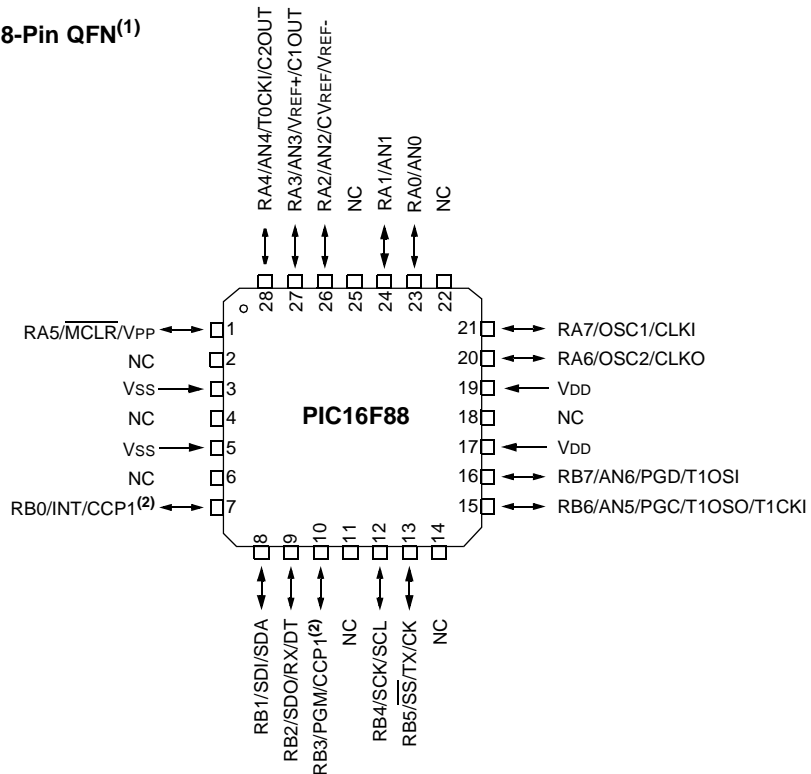 8-Pin QFN(1)
RA4/AN4/T0CKI/C2OUT
RA3/AN3/VREF+/C1OUT
RA2/AN2/CVREF/VREF-
NC
RA1/AN1
RA0/AN0
NC
28
27
26
25
24
23
22
RA5/MCLR/VPP
1
NC
2
VSS
3
NC
4
VSS
5
NC
6
RB0/INT/CCP1(2)
7
PIC16F88
21
RA7/OSC1/CLKI
20
RA6/OSC2/CLKO
19
VDD
18
NC
17
VDD
16
RB7/AN6/PGD/T1OSI
15
RB6/AN5/PGC/T1OSO/T1CKI
8
9
10
11
12
13
14
RB1/SDI/SDA
RB2/SDO/RX/DT
RB3/PGM/CCP1(2)
NC
RB4/SCK/SCL
RB5/SS/TX/CK
NC